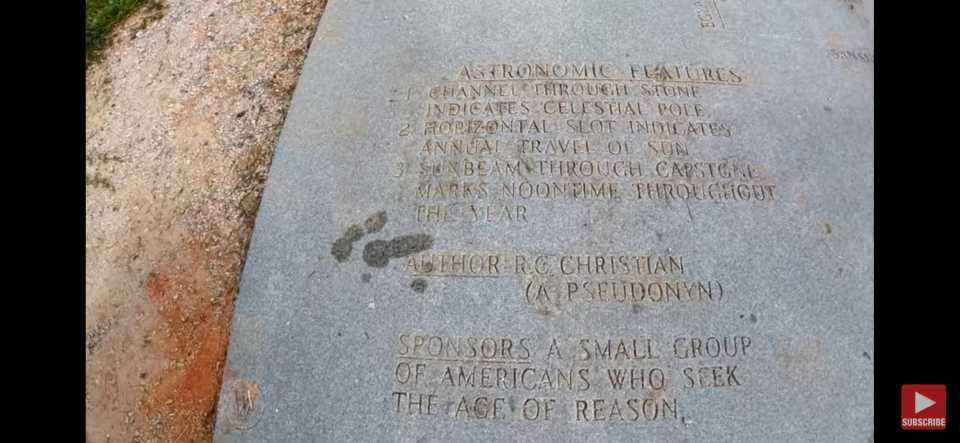 ASTRONOMIC FEATURES
1. CHANNEL THROUGH STONE
INDICATES CELESTIAL POLE
2. HORIZONTAL SLOT INDICATES
ANNUAL TRAVEL OF SUN
3. SUNBEAM THROUGH CAPSTONE
MARKS NOONTIME THROUGHOUT
THE YEAR
AUTHOR R.C. CHRISTIAN
(A PSEUDONYN)
SPONSORS A SMALL GROUP
OF AMERICANS WHO SEEK
THE AGE OF REASON.
W
SUBSCRIBE